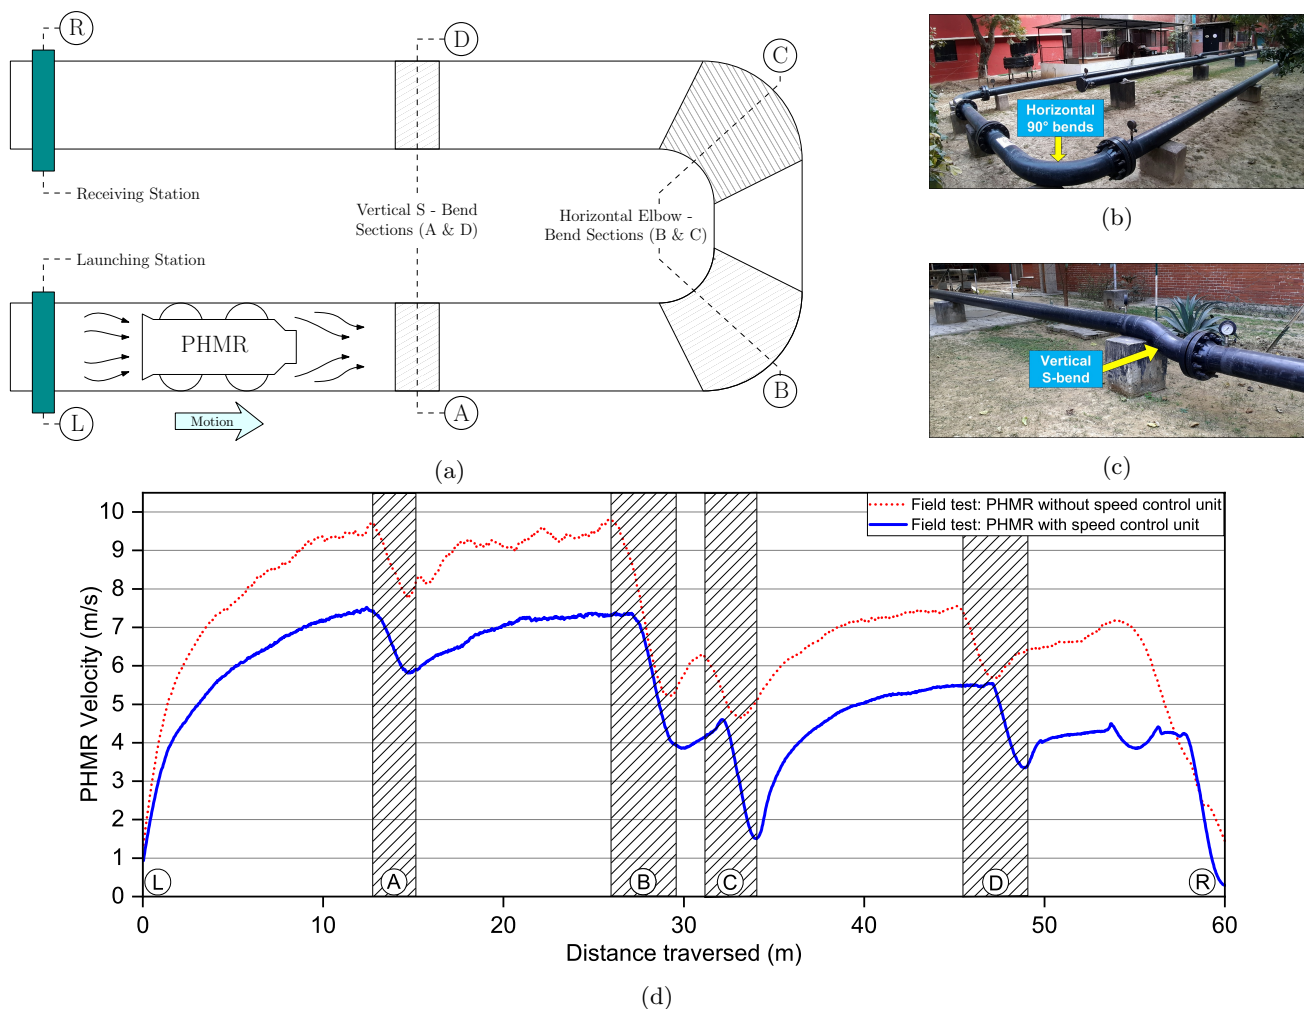 R
D
C
Receiving Station
Vertical S - Bend
Sections (A & D)
Horizontal Elbow -
Bend Sections (B & C)
Launching Station
PHMR
B
A
L
Motion
(a)
Horizontal
90° bends
(b)
Vertical
S-bend
(c)
Field test: PHMR without speed control unit
Field test: PHMR with speed control unit
PHMR Velocity (m/s)
10
9
8
7
6
5
4
3
2
1
0
L
A
B
C
D
R
0
10
20
30
40
50
60
Distance traversed (m)
(d)